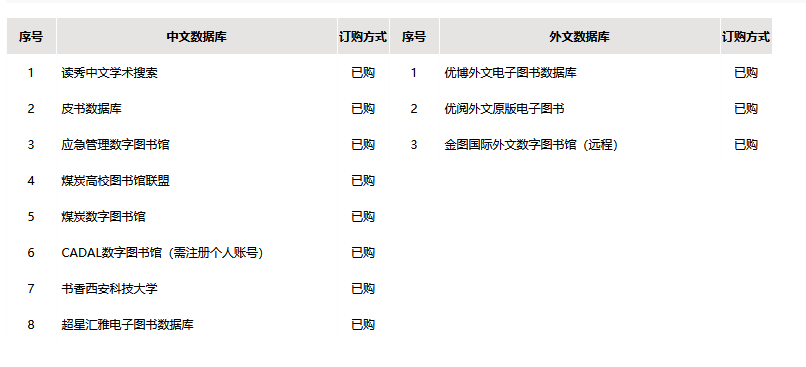 序号 中文数据库 订购方式 序号 外文数据库 订购方式
1 读秀中文学术搜索 已购 1 优博外文电子图书数据库 已购
2 皮书数据库 已购 2 优阅外文原版电子图书 已购
3 应急管理数字图书馆 已购 3 金图国际外文数字图书馆（远程） 已购
4 煤炭高校图书馆联盟 已购
5 煤炭数字图书馆 已购
6 CADAL数字图书馆（需注册个人账号） 已购
7 书香西安科技大学 已购
8 超星汇雅电子图书数据库 已购